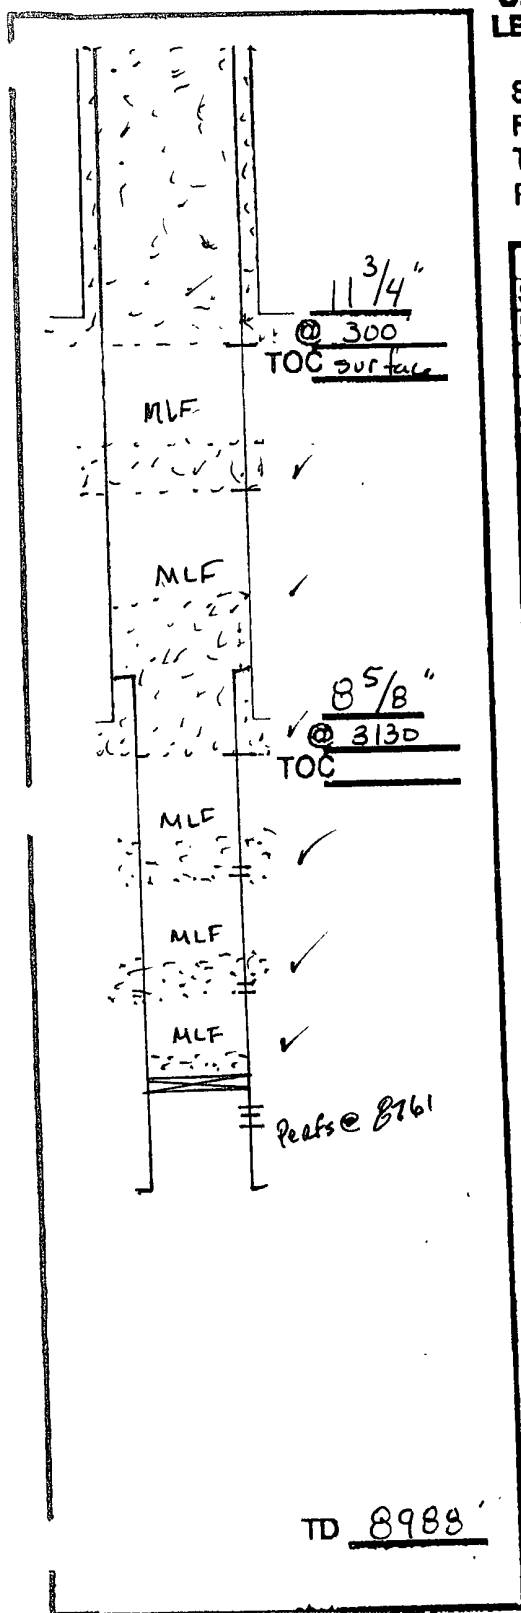 LE
11 3/4"
@ 300'
TOC surface
MLF
MLF
8 5/8"
@ 3130
TOC
MLF
MLF
MLF
Perfs @ 8761
TD 8988'